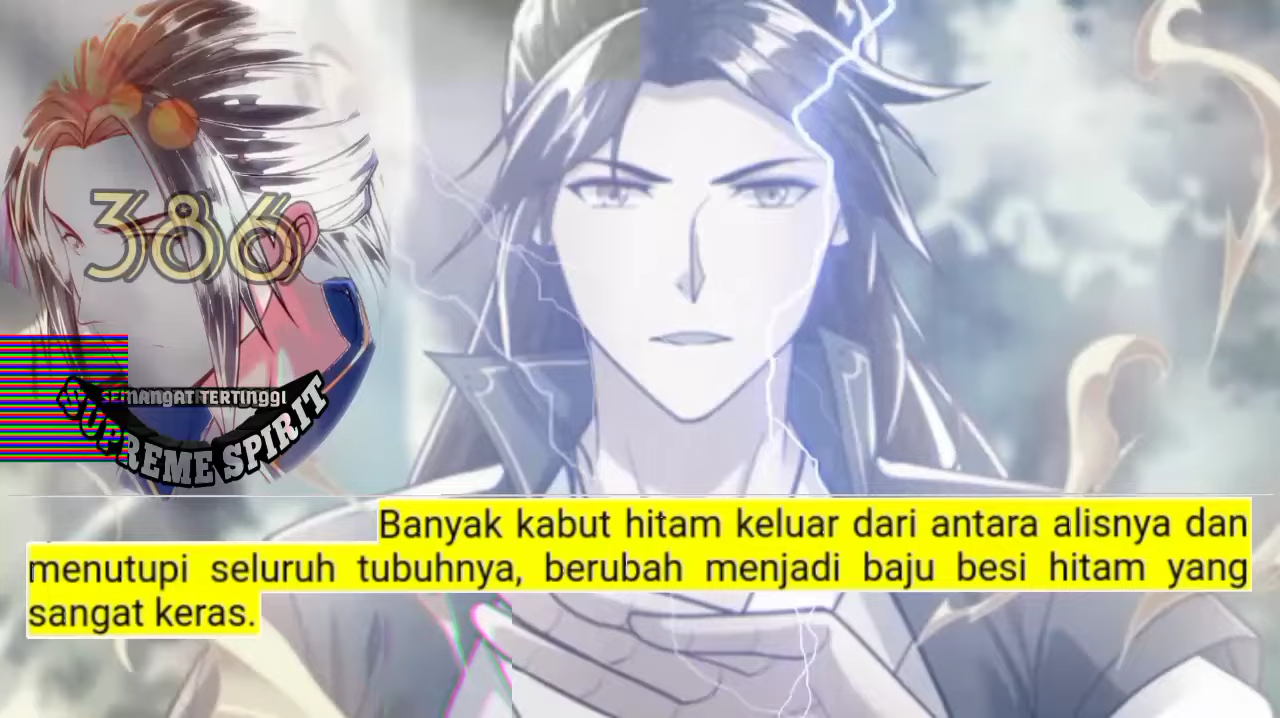 386
SEMANGAT TERTINGGI
SUPREME SPIRIT
Banyak kabut hitam keluar dari antara alisnya dan
menutupi seluruh tubuhnya, berubah menjadi baju besi hitam yang
sangat keras.